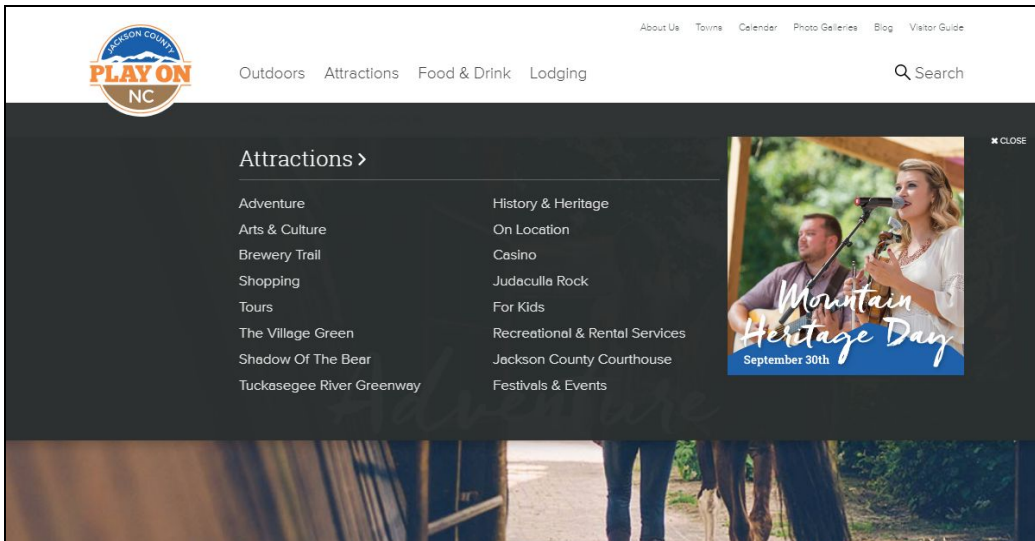 About Us Towns Calendar Photo Galleries Blog Visitor Guide
JACKSON COUNTY
PLAY ON
NC
Outdoors Attractions Food & Drink Lodging
Search
CLOSE
Attractions >
Adventure
Arts & Culture
Brewery Trail
Shopping
Tours
The Village Green
Shadow Of The Bear
Tuckasegee River Greenway
History & Heritage
On Location
Casino
Judaculla Rock
For Kids
Recreational & Rental Services
Jackson County Courthouse
Festivals & Events
Mountain
Heritage Day
September 30th
Adventure